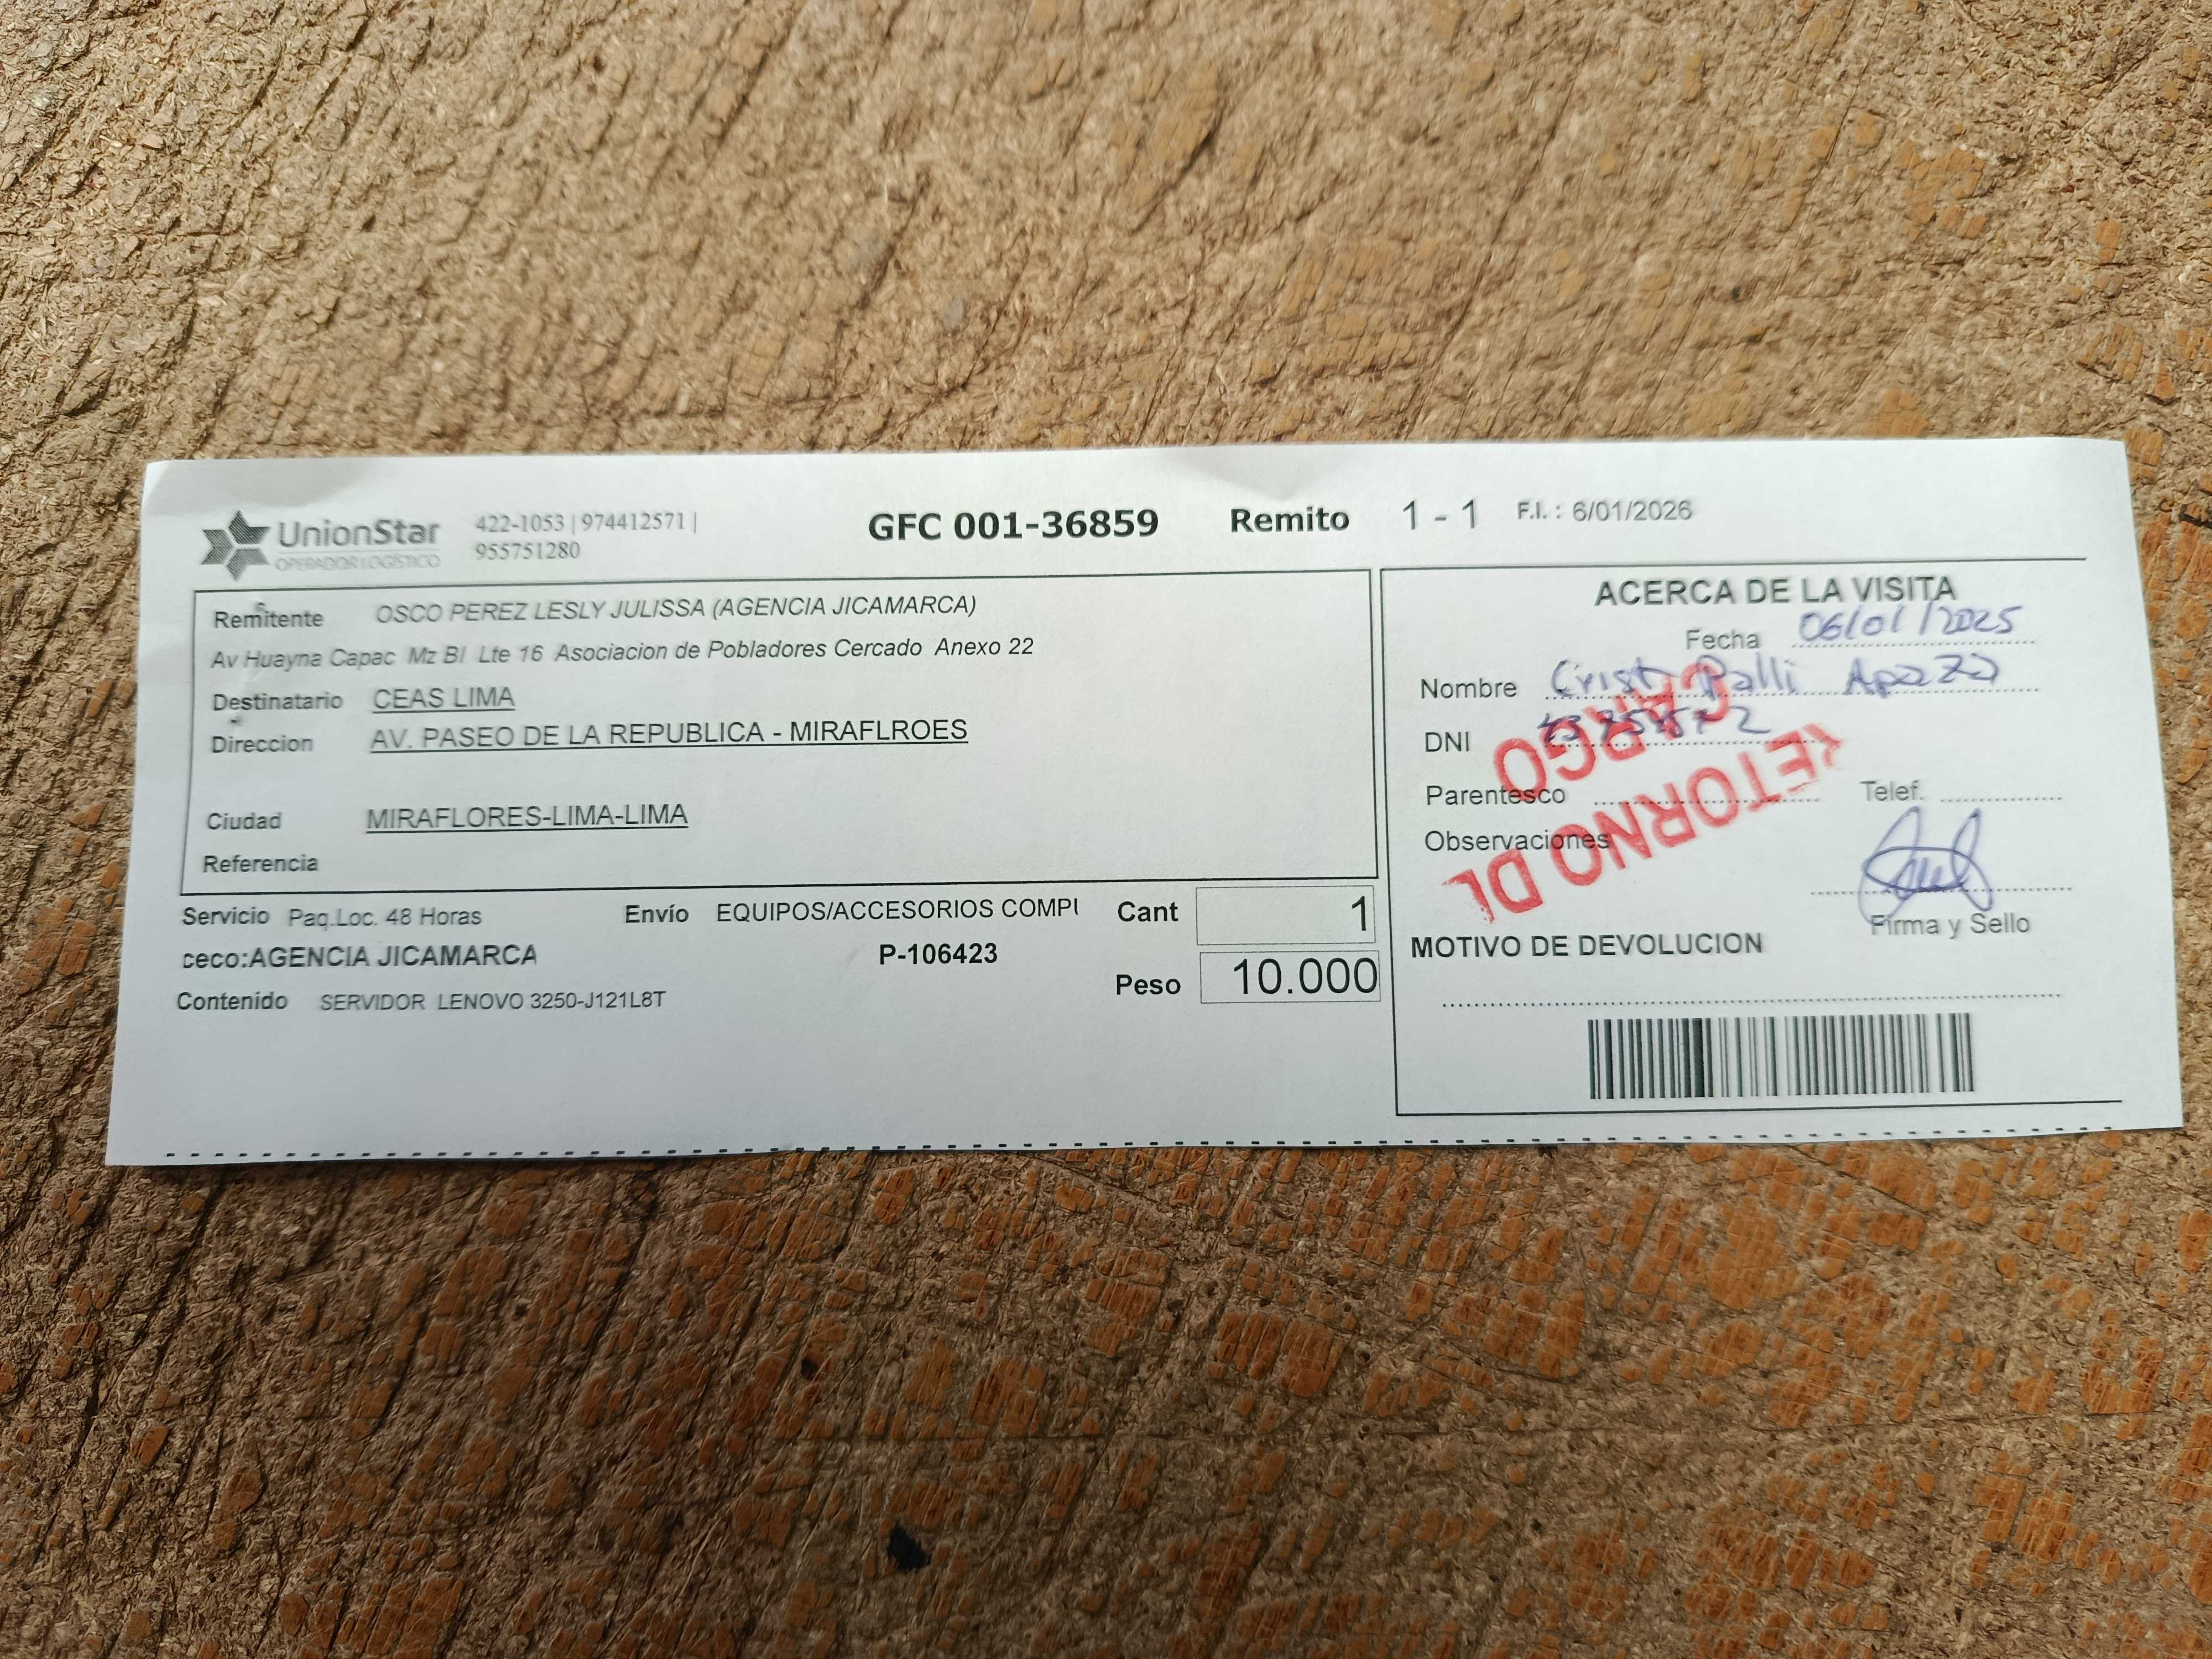 UnionStar
OPERADOR LOGÍSTICO
422-1053 | 974412571 |
955751280
GFC 001-36859 Remito 1 - 1 F.I. : 6/01/2026
Remitente OSCO PEREZ LESLY JULISSA (AGENCIA JICAMARCA)
Av Huayna Capac Mz Bl Lte 16 Asociacion de Pobladores Cercado Anexo 22
Destinatario CEAS LIMA
Direccion AV. PASEO DE LA REPUBLICA - MIRAFLROES
Ciudad MIRAFLORES-LIMA-LIMA
Referencia
Servicio Paq.Loc. 48 Horas Envío EQUIPOS/ACCESORIOS COMPU Cant 1
ceco:AGENCIA JICAMARCA P-106423
Peso 10.000
Contenido SERVIDOR LENOVO 3250-J121L8T
ACERCA DE LA VISITA
Fecha 06/01/2025
Nombre Palli Apaza
DNI
Parentesco Telef.
Observaciones
RETORNO DE
CARGO
Firma y Sello
MOTIVO DE DEVOLUCION